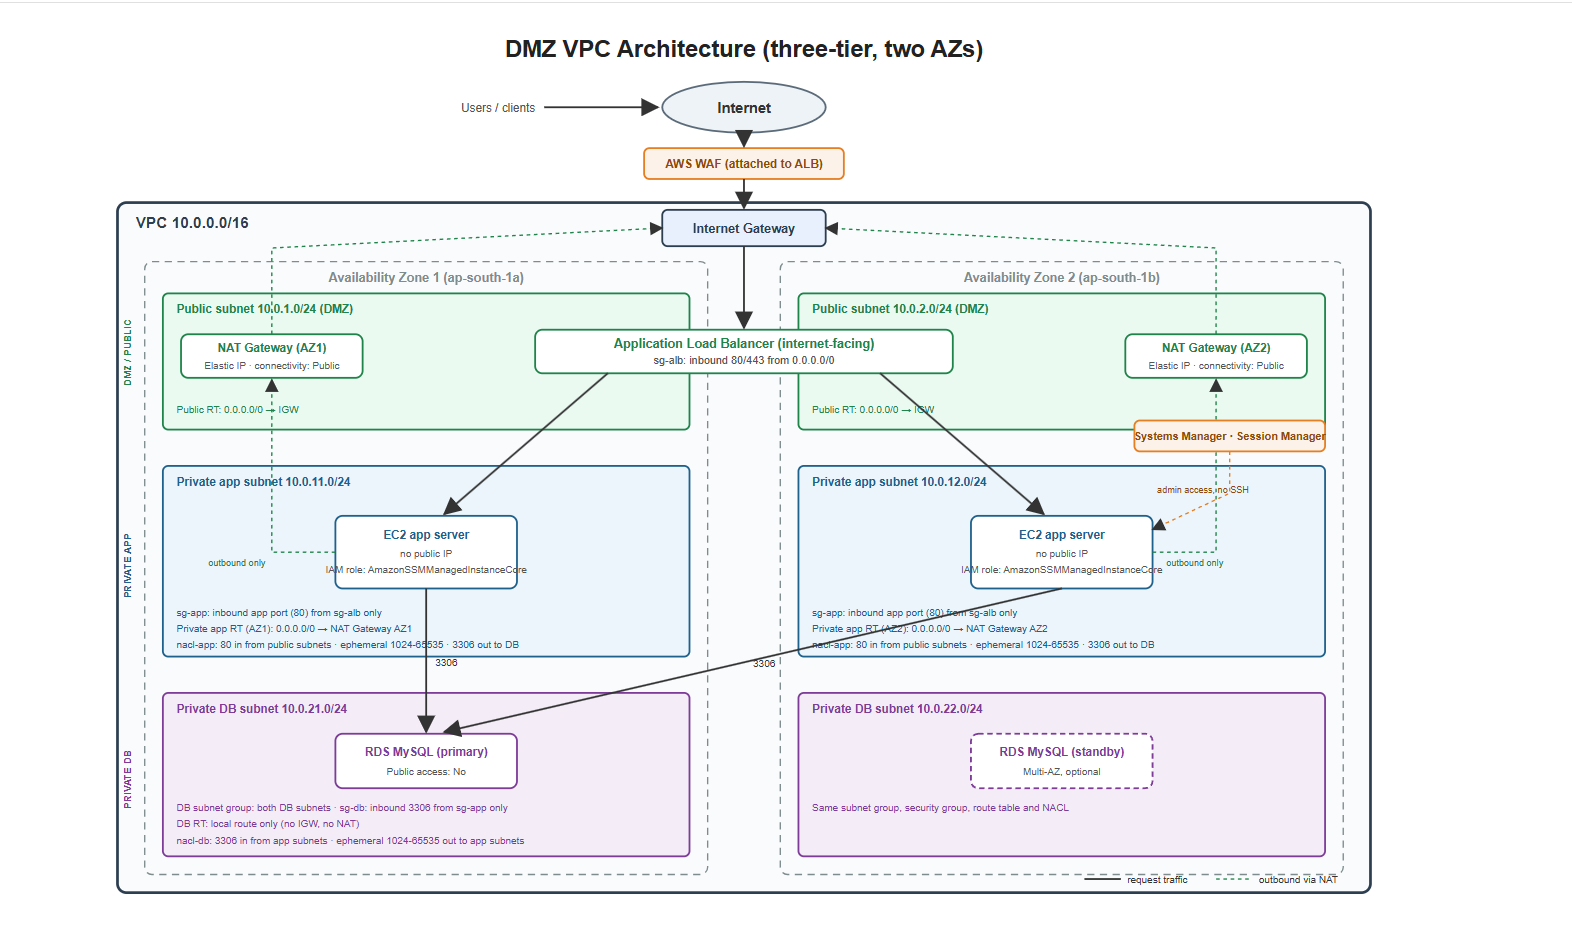 DMZ VPC Architecture (three-tier, two AZs)
Users / clients
Internet
AWS WAF (attached to ALB)
VPC 10.0.0.0/16
Internet Gateway
Availability Zone 1 (ap-south-1a)
Availability Zone 2 (ap-south-1b)
DMZ / PUBLIC
Public subnet 10.0.1.0/24 (DMZ)
Public subnet 10.0.2.0/24 (DMZ)
NAT Gateway (AZ1)
Elastic IP · connectivity: Public
Application Load Balancer (internet-facing)
sg-alb: inbound 80/443 from 0.0.0.0/0
NAT Gateway (AZ2)
Elastic IP · connectivity: Public
Public RT: 0.0.0.0/0 → IGW
Public RT: 0.0.0.0/0 → IGW
Systems Manager · Session Manager
PRIVATE APP
Private app subnet 10.0.11.0/24
Private app subnet 10.0.12.0/24
admin access, no SSH
EC2 app server
no public IP
IAM role: AmazonSSMManagedInstanceCore
outbound only
EC2 app server
no public IP
IAM role: AmazonSSMManagedInstanceCore
outbound only
sg-app: inbound app port (80) from sg-alb only
Private app RT (AZ1): 0.0.0.0/0 → NAT Gateway AZ1
nacl-app: 80 in from public subnets · ephemeral 1024-65535 · 3306 out to DB
sg-app: inbound app port (80) from sg-alb only
Private app RT (AZ2): 0.0.0.0/0 → NAT Gateway AZ2
nacl-app: 80 in from public subnets · ephemeral 1024-65535 · 3306 out to DB
3306
3306
PRIVATE DB
Private DB subnet 10.0.21.0/24
Private DB subnet 10.0.22.0/24
RDS MySQL (primary)
Public access: No
RDS MySQL (standby)
Multi-AZ, optional
DB subnet group: both DB subnets · sg-db: inbound 3306 from sg-app only
DB RT: local route only (no IGW, no NAT)
nacl-db: 3306 in from app subnets · ephemeral 1024-65535 out to app subnets
Same subnet group, security group, route table and NACL
request traffic
outbound via NAT